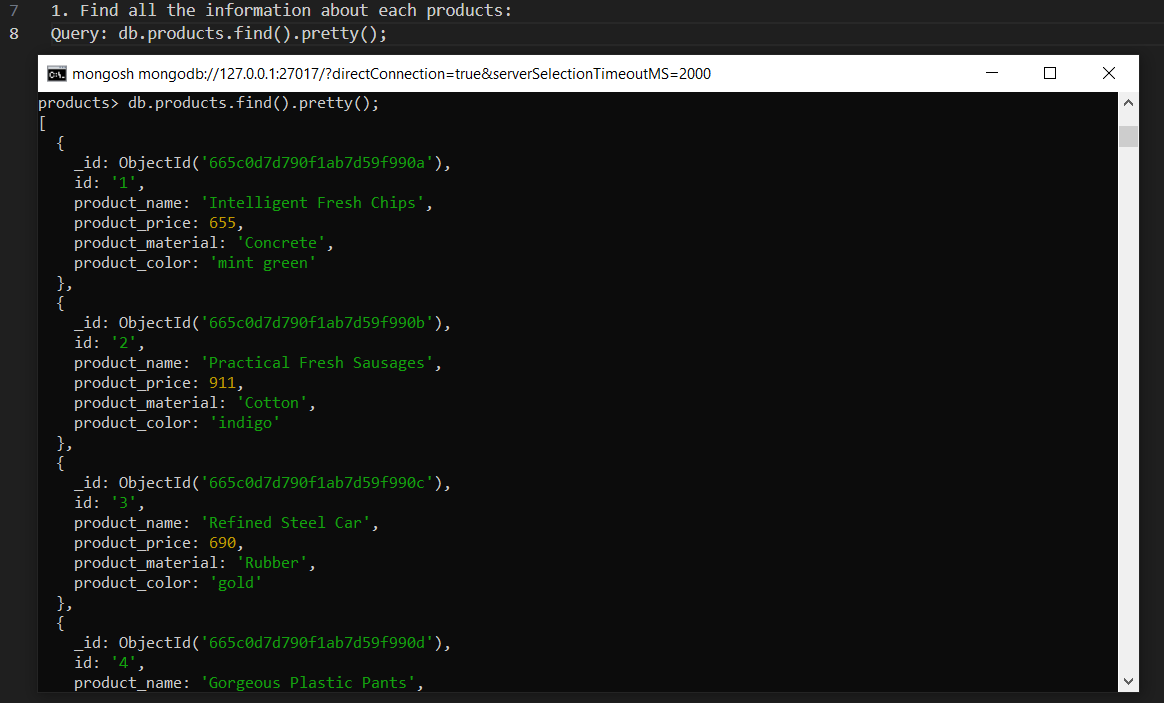 7 1. Find all the information about each products:
8 Query: db.products.find().pretty();
mongosh mongodb://127.0.0.1:27017/?directConnection=true&serverSelectionTimeoutMS=2000
products> db.products.find().pretty();
[
  {
    _id: ObjectId('665c0d7d790f1ab7d59f990a'),
    id: '1',
    product_name: 'Intelligent Fresh Chips',
    product_price: 655,
    product_material: 'Concrete',
    product_color: 'mint green'
  },
  {
    _id: ObjectId('665c0d7d790f1ab7d59f990b'),
    id: '2',
    product_name: 'Practical Fresh Sausages',
    product_price: 911,
    product_material: 'Cotton',
    product_color: 'indigo'
  },
  {
    _id: ObjectId('665c0d7d790f1ab7d59f990c'),
    id: '3',
    product_name: 'Refined Steel Car',
    product_price: 690,
    product_material: 'Rubber',
    product_color: 'gold'
  },
  {
    _id: ObjectId('665c0d7d790f1ab7d59f990d'),
    id: '4',
    product_name: 'Gorgeous Plastic Pants',